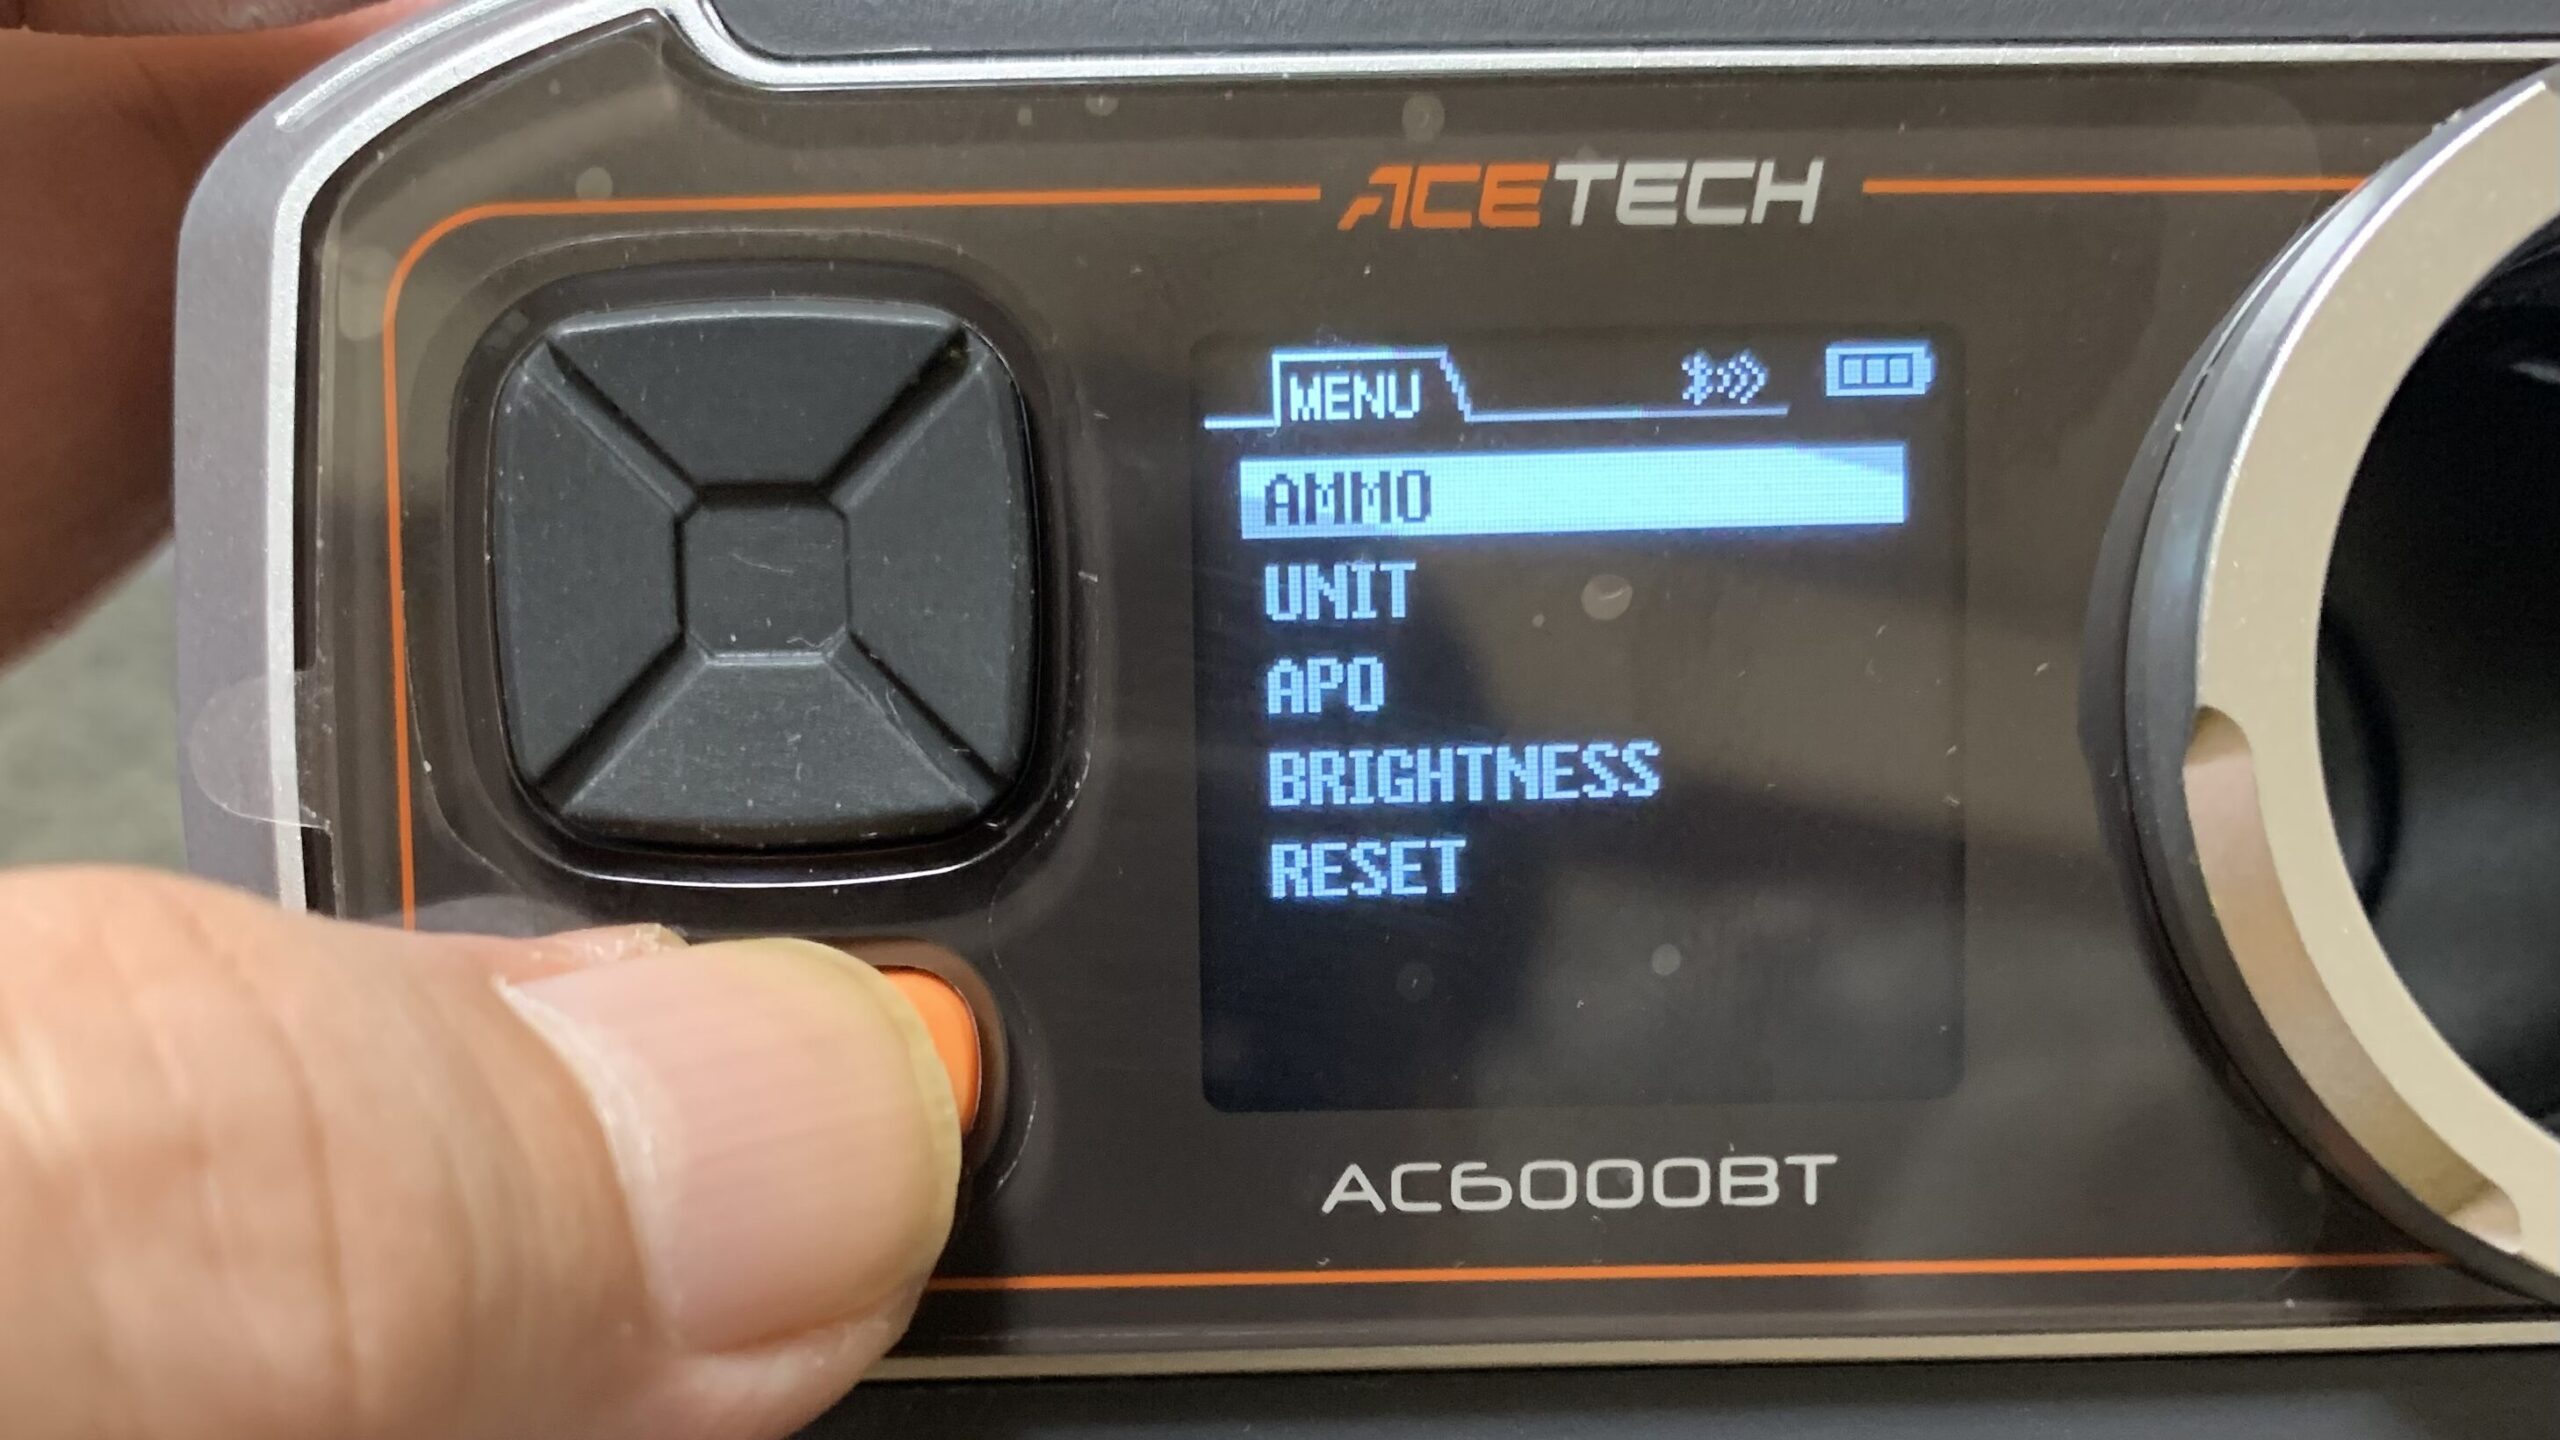 ACETECH
MENU
AMMO
UNIT
APO
BRIGHTNESS
RESET
AC6000BT